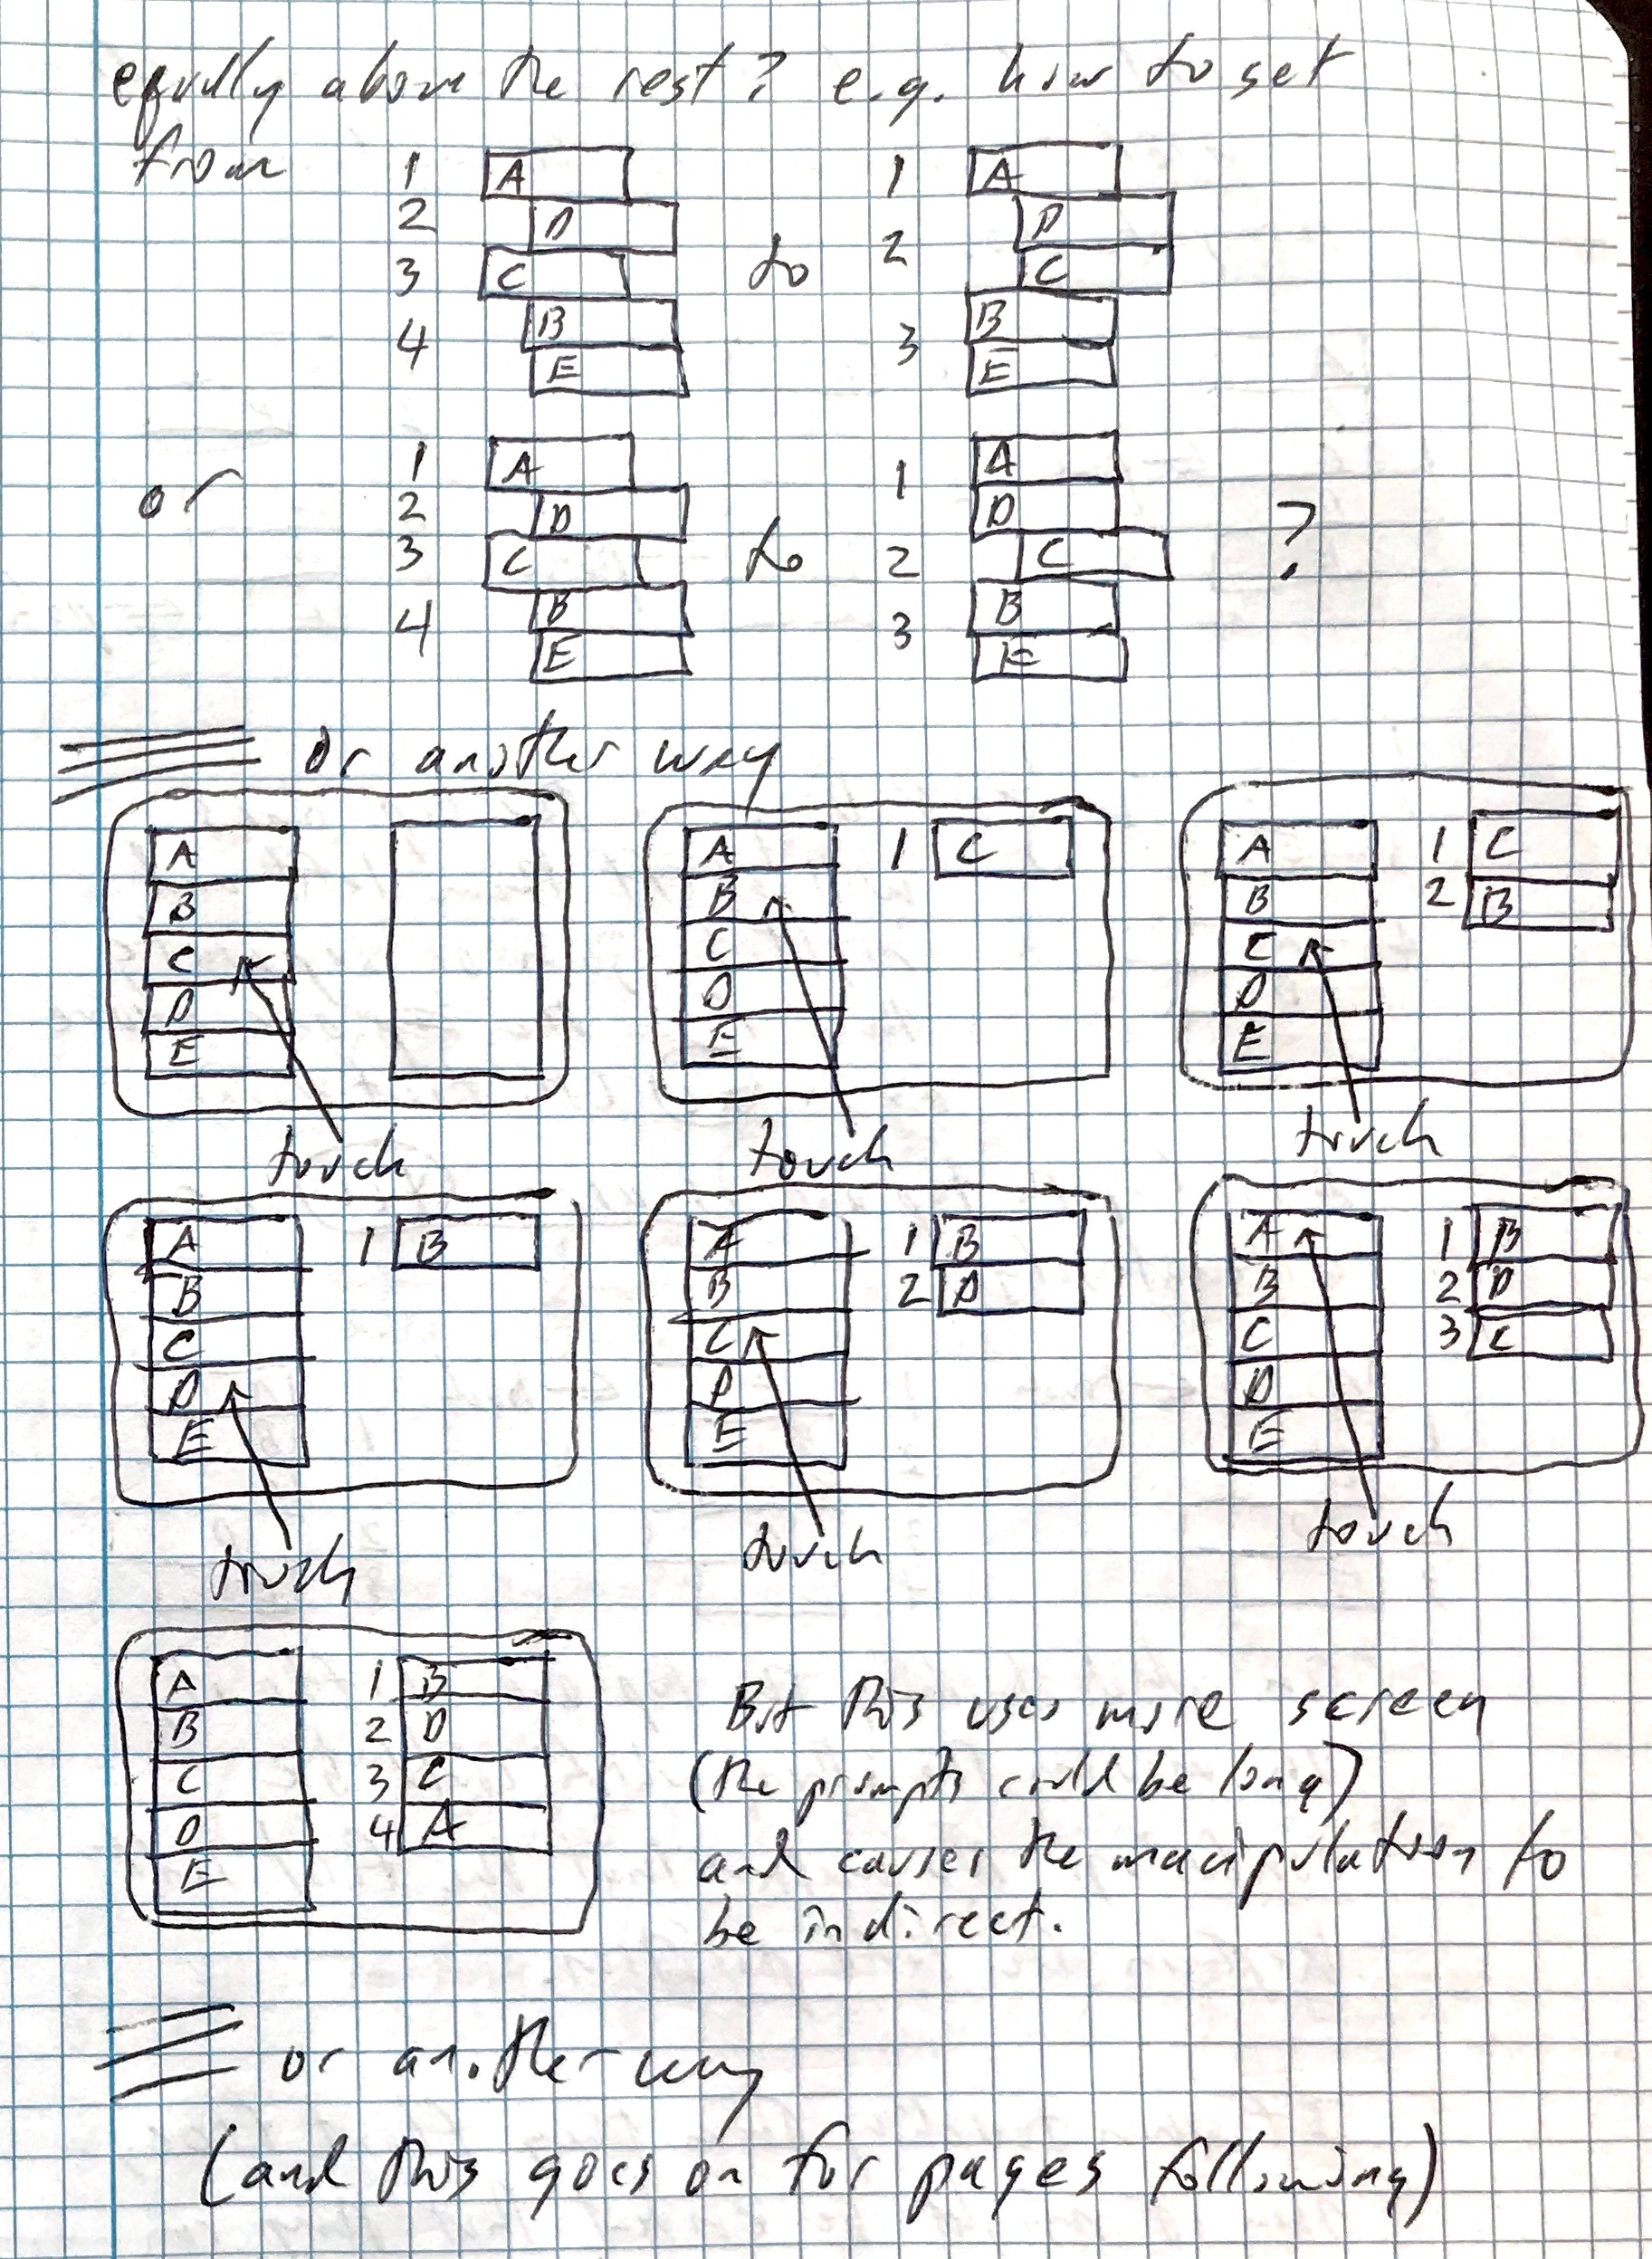 equally above the rest? e.g. how to get
from 1 A 1 A
2 D D
to 2
3 C C
4 B 3 B
E E
or 1 A 1 A
2 D D
3 C to 2 C ?
4 B 3 B
E E
or another way
A
B
C
D
E
touch
A 1 C
B
C
D
E
touch
A 1 C
B 2 B
C
D
E
touch
A 1 B
B
C
D
E
touch
A 1 B
B 2 D
C
D
E
touch
A 1 B
B 2 D
C 3 C
D
E
touch
A 1 B
B 2 D
C 3 C
D 4 A
E
But this uses more screen
(the prompts could be long)
and causes the manipulation to
be indirect.
or another way
(and this goes on for pages following)